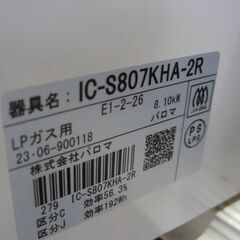 器具名: IC-S807KHA-2R
E1-2-26 8.10kW
LPガス用 パロマ
23-06-900118
株式会社パロマ
279 IC-S807KHA-2R
区分C 効率56.3%
区分J 効率192Wh
PS
LPG